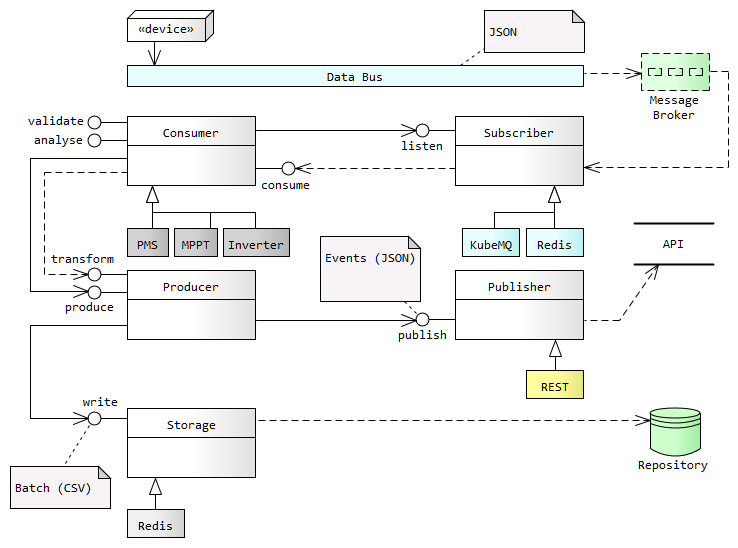 «device»
JSON
Data Bus
Message
Broker
validate
analyse
Consumer
listen
Subscriber
consume
PMS
MPPT
Inverter
KubeMQ
Redis
API
transform
produce
Producer
Events (JSON)
publish
Publisher
REST
write
Storage
Repository
Batch (CSV)
Redis